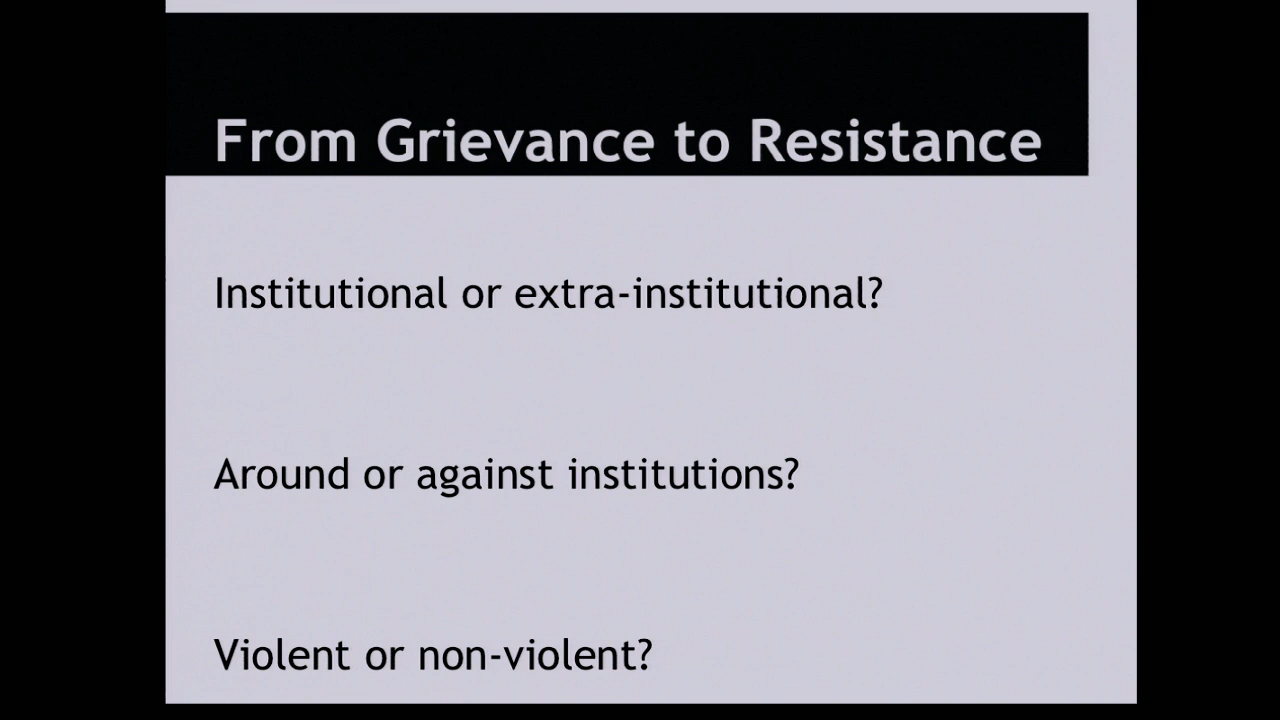 From Grievance to Resistance
Institutional or extra-institutional?
Around or against institutions?
Violent or non-violent?